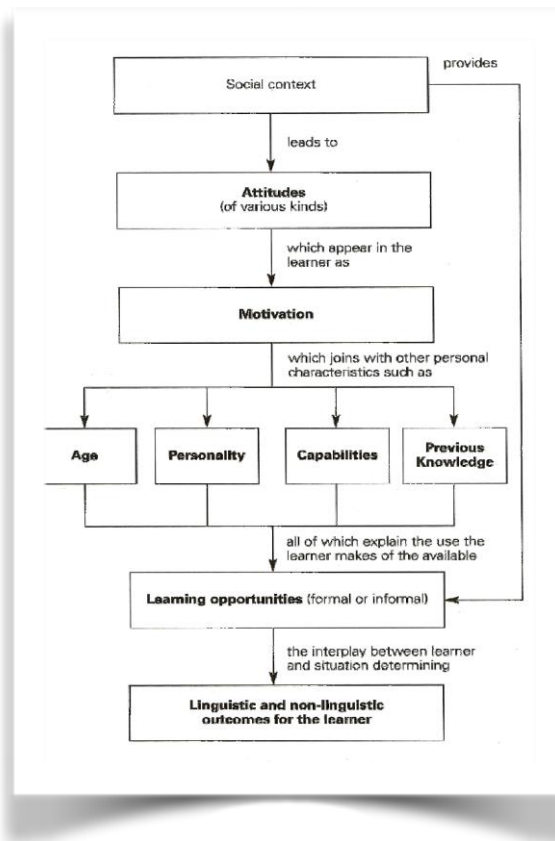 provides
Social context
leads to
Attitudes
(of various kinds)
which appear in the
learner as
Motivation
which joins with other personal
characteristics such as
Age
Personality
Capabilities
Previous
Knowledge
all of which explain the use the
learner makes of the available
Learning opportunities (formal or informal)
the interplay between learner
and situation determining
Linguistic and non-linguistic
outcomes for the learner